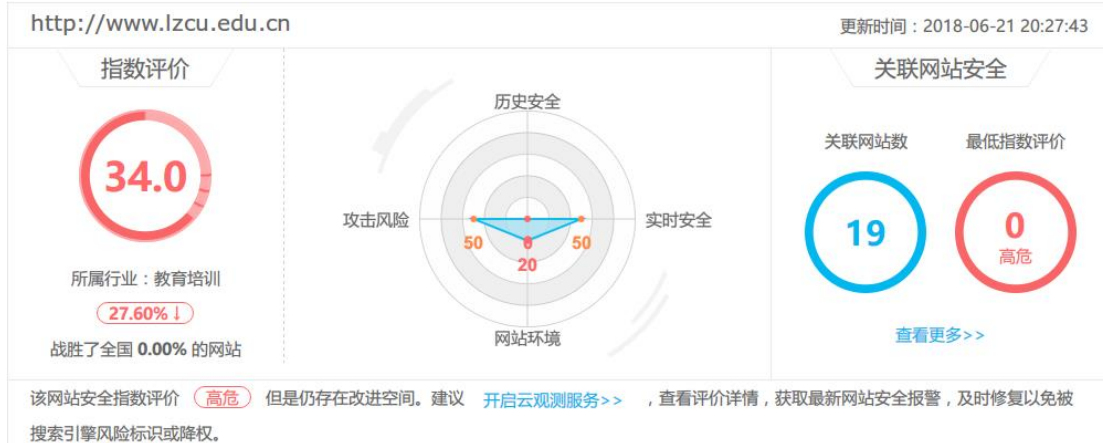 http://www.lzcu.edu.cn
更新时间：2018-06-21 20:27:43
指数评价
34.0
所属行业：教育培训
27.60%↓
战胜了全国 0.00% 的网站
历史安全
攻击风险
实时安全
50
0
50
20
网站环境
关联网站安全
关联网站数
最低指数评价
19
0
高危
查看更多>>
该网站安全指数评价 高危 但是仍存在改进空间。建议 开启云观测服务>> ，查看评价详情，获取最新网站安全报警，及时修复以免被
搜索引擎风险标识或降权。